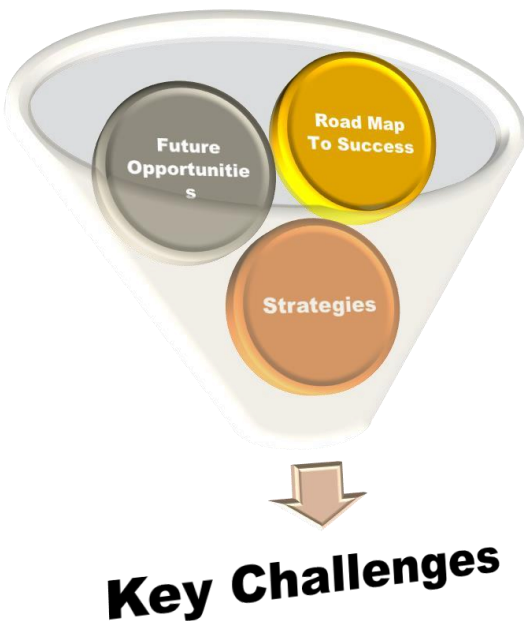 Road Map
To Success
Future
Opportunitie
s
Strategies
Key Challenges